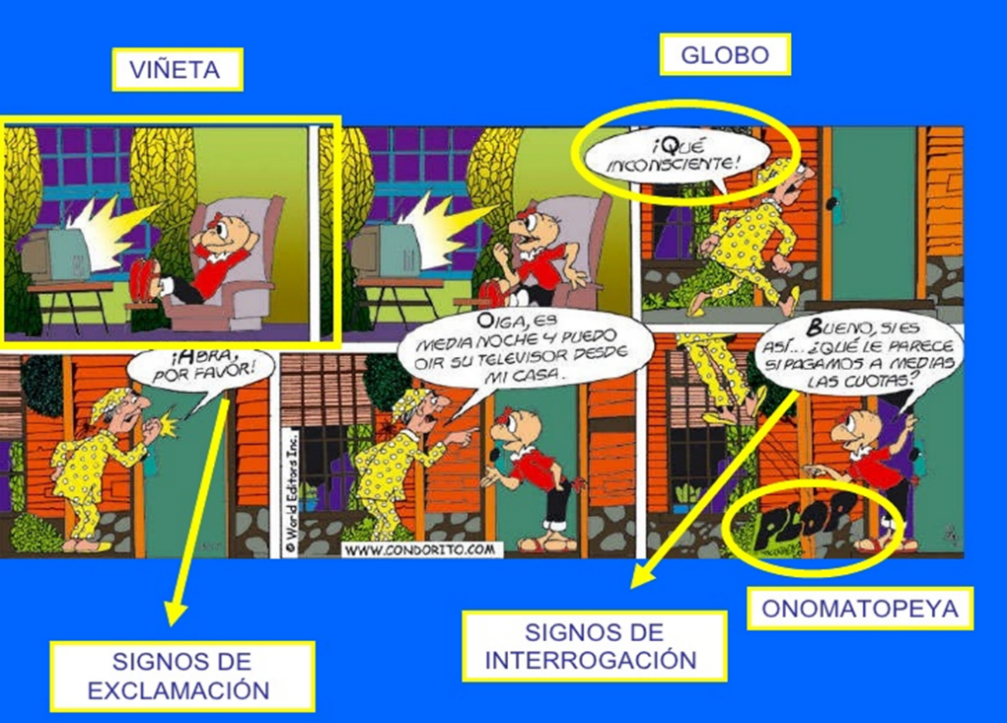 VIÑETA
GLOBO
¡QUÉ
INCONSCIENTE!
¡ABRA,
POR FAVOR!
OIGA, ES
MEDIA NOCHE Y PUEDO
OIR SU TELEVISOR DESDE
MI CASA.
BUENO, SI ES
ASÍ... ¿QUÉ LE PARECE
SI PAGAMOS A MEDIAS
LAS CUOTAS?
© World Editors Inc.
WWW.CONDORITO.COM
PLOP
ONOMATOPEYA
SIGNOS DE
INTERROGACIÓN
SIGNOS DE
EXCLAMACIÓN